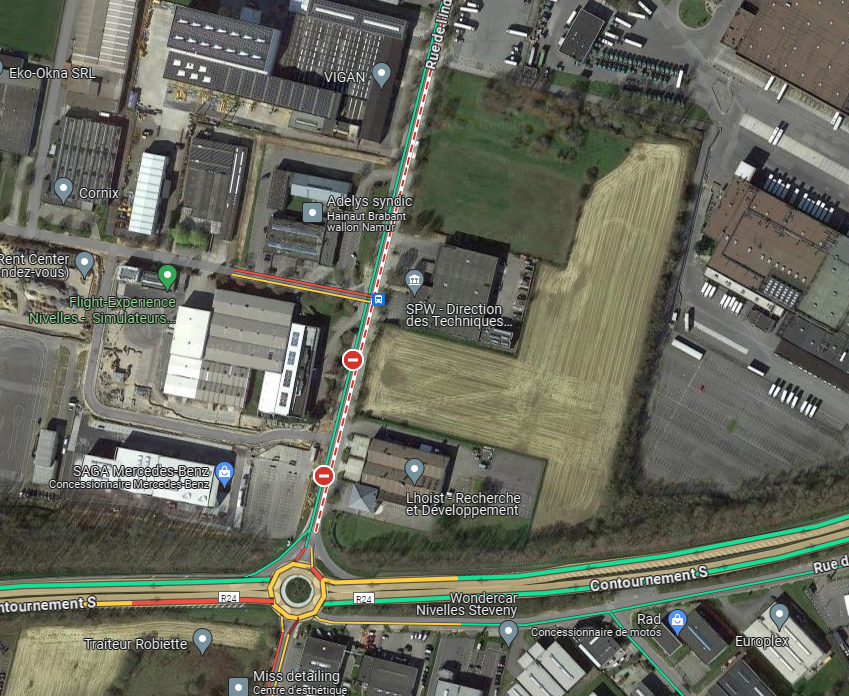 Rue de l'Indu
Eko-Okna SRL
VIGAN
Cornix
Adelys syndic
Hainaut Brabant
wallon Namur
Rent Center
ndez-vous)
Flight-Experience
Nivelles - Simulateurs...
SPW - Direction
des Techniques...
SAGA Mercedes-Benz
Concessionnaire Mercedes-Benz
Lhoist - Recherche
et Développement
Contournement S
Rue d
ntournement S
R24
R24
Wondercar
Nivelles Steveny
Rad
Concessionnaire de motos
Europlex
Traiteur Robiette
Miss detailing
Centre d'esthétique